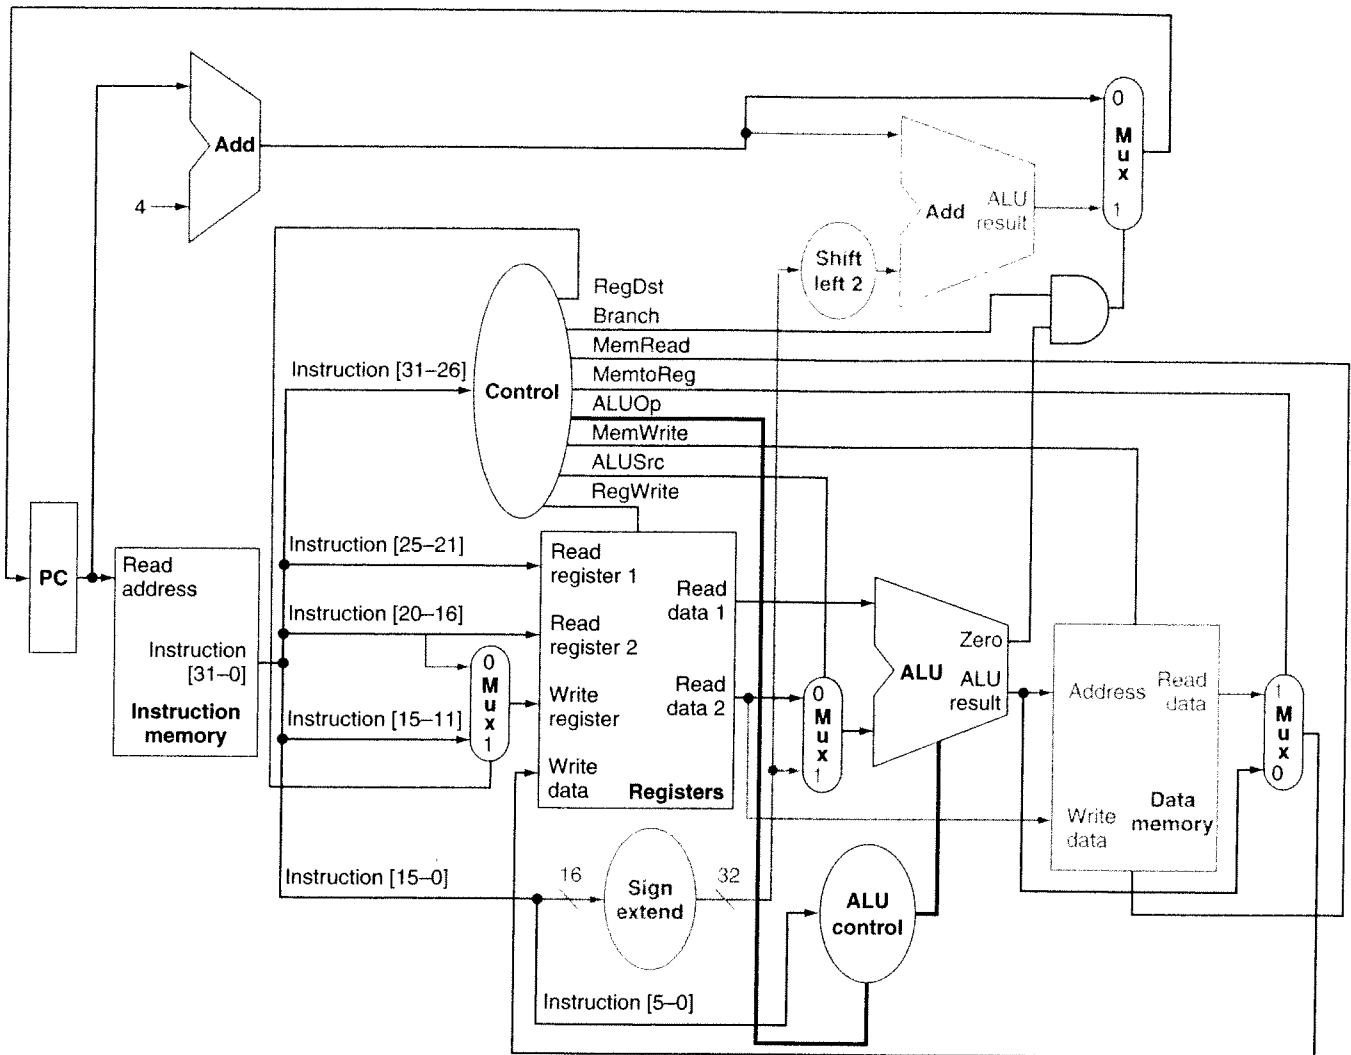 0
M
u
x
1
Add
4
Add
ALU
result
Shift
left 2
RegDst
Branch
MemRead
MemtoReg
ALUOp
MemWrite
ALUSrc
RegWrite
Control
Instruction [31–26]
PC
Read
address
Instruction
[31–0]
Instruction
memory
Instruction [25–21]
Instruction [20–16]
Instruction [15–11]
0
M
u
x
1
Read
register 1
Read
register 2
Write
register
Write
data
Read
data 1
Read
data 2
Registers
0
M
u
x
1
Zero
ALU
ALU
result
Address
Read
data
Write
data
Data
memory
1
M
u
x
0
Instruction [15–0]
16
Sign
extend
32
ALU
control
Instruction [5–0]